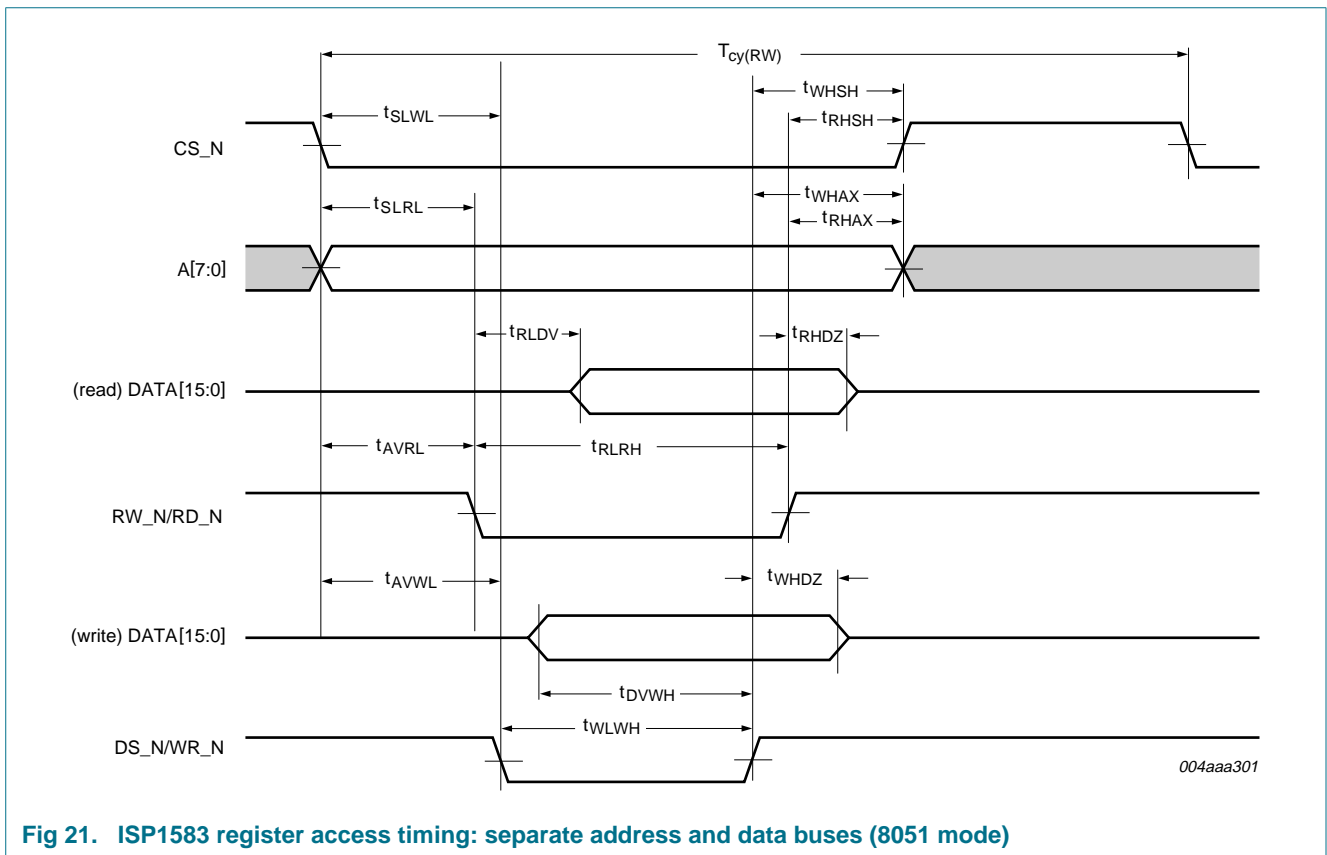 Tcy(RW)
tWHSH
tSLWL
tRHSH
CS_N
tWHAX
tSLRL
tRHAX
A[7:0]
tRLDV
tRHDZ
(read) DATA[15:0]
tAVRL
tRLRH
RW_N/RD_N
tAVWL
tWHDZ
(write) DATA[15:0]
tDVWH
tWLWH
DS_N/WR_N
004aaa301
Fig 21. ISP1583 register access timing: separate address and data buses (8051 mode)